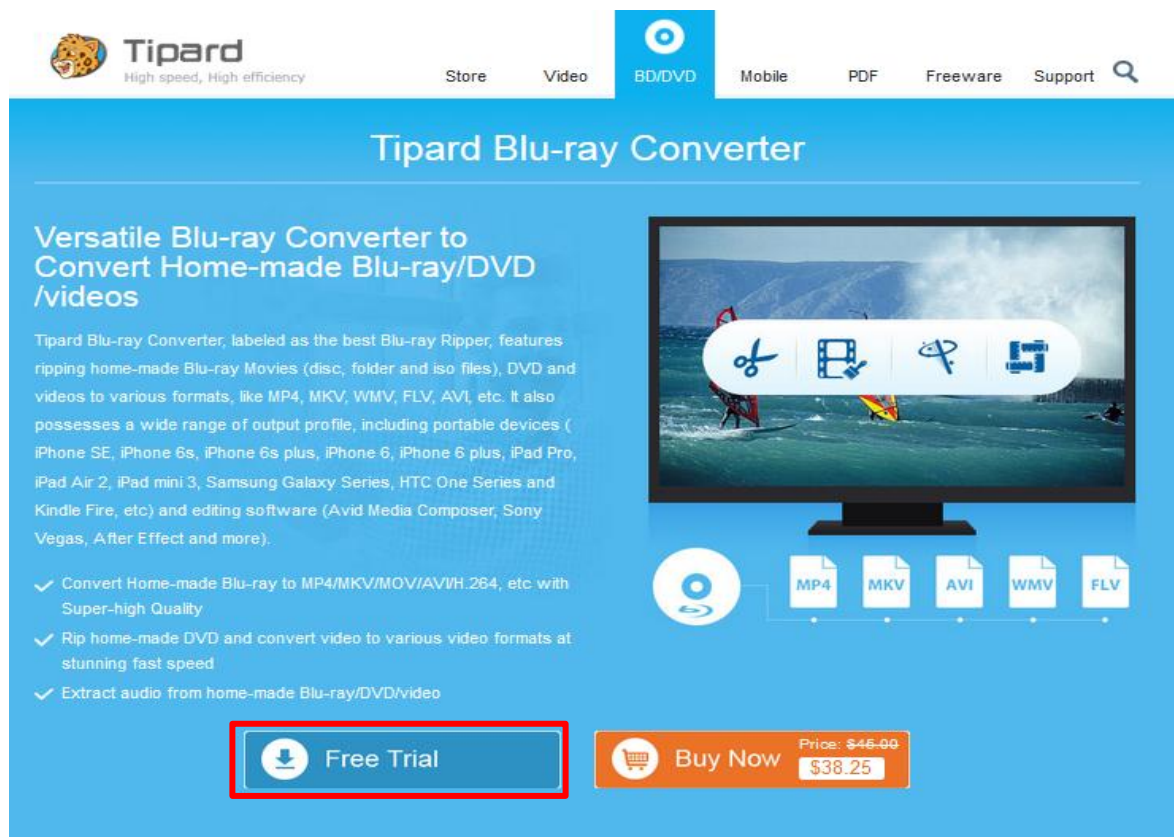 Tipard
High speed, High efficiency
Store Video BD/DVD Mobile PDF Freeware Support
Tipard Blu-ray Converter
Versatile Blu-ray Converter to
Convert Home-made Blu-ray/DVD
/videos
Tipard Blu-ray Converter, labeled as the best Blu-ray Ripper, features
ripping home-made Blu-ray Movies (disc, folder and iso files), DVD and
videos to various formats, like MP4, MKV, WMV, FLV, AVI, etc. It also
possesses a wide range of output profile, including portable devices (
iPhone SE, iPhone 6s, iPhone 6s plus, iPhone 6, iPhone 6 plus, iPad Pro,
iPad Air 2, iPad mini 3, Samsung Galaxy Series, HTC One Series and
Kindle Fire, etc) and editing software (Avid Media Composer, Sony
Vegas, After Effect and more).
Convert Home-made Blu-ray to MP4/MKV/MOV/AVI/H.264, etc with
Super-high Quality
Rip home-made DVD and convert video to various video formats at
stunning fast speed
Extract audio from home-made Blu-ray/DVD/video
MP4 MKV AVI WMV FLV
Free Trial
Buy Now
Price: $45.00
$38.25